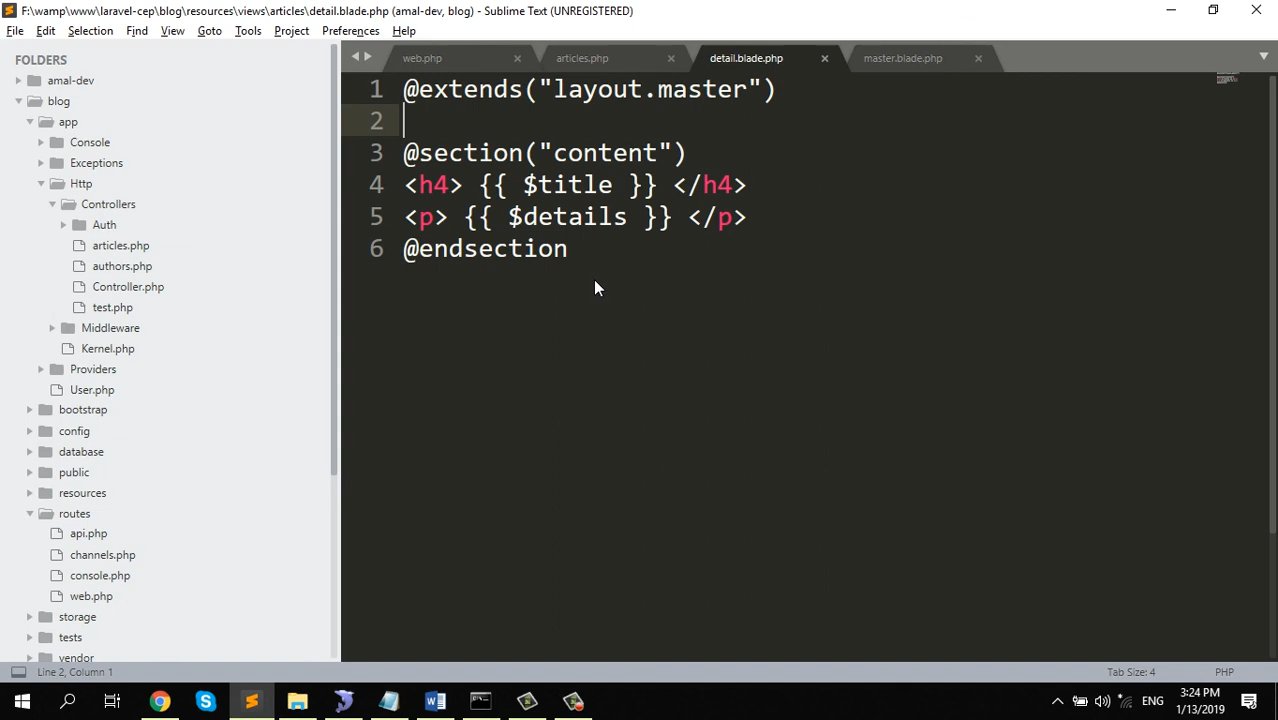 F:\wamp\www\laravel-cep\blog\resources\views\articles\detail.blade.php (amal-dev, blog) - Sublime Text (UNREGISTERED)
File Edit Selection Find View Goto Tools Project Preferences Help
FOLDERS
amal-dev
blog
app
Console
Exceptions
Http
Controllers
Auth
articles.php
authors.php
Controller.php
test.php
Middleware
Kernel.php
Providers
User.php
bootstrap
config
database
public
resources
routes
api.php
channels.php
console.php
web.php
storage
tests
vendor
web.php articles.php detail.blade.php master.blade.php
1 @extends("layout.master")
2
3 @section("content")
4 <h4> {{ $title }} </h4>
5 <p> {{ $details }} </p>
6 @endsection
Line 2, Column 1 Tab Size: 4 PHP
ENG 3:24 PM
1/13/2019